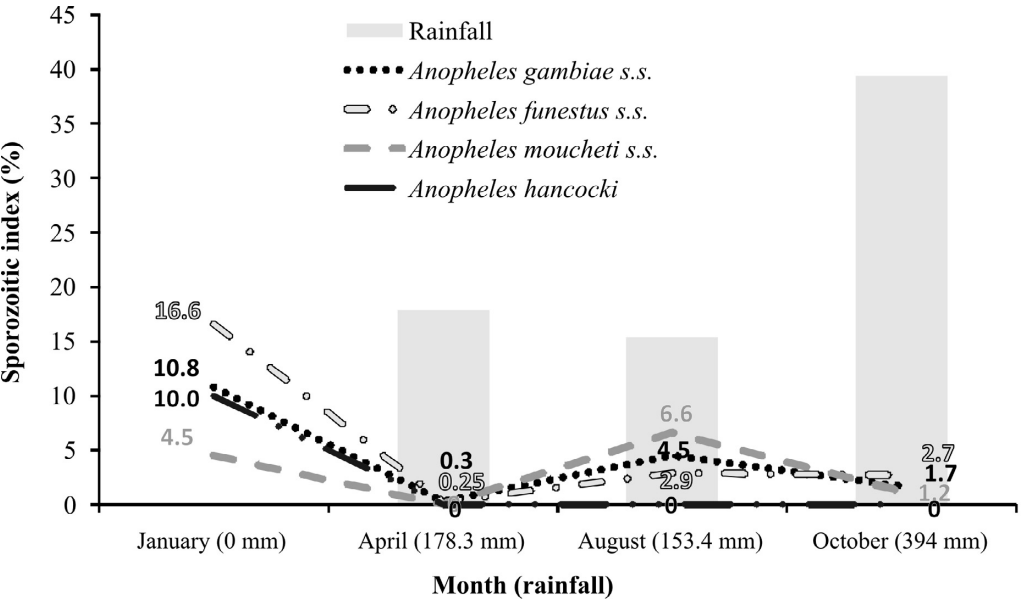 45
40
35
30
25
20
15
10
5
0
Sporozoitic index (%)
Rainfall
Anopheles gambiae s.s.
Anopheles funestus s.s.
Anopheles moucheti s.s.
Anopheles hancocki
16.6
10.8
10.0
4.5
0.3
0.25
0
6.6
4.5
2.9
0
2.7
1.7
1.2
0
January (0 mm)
April (178.3 mm)
August (153.4 mm)
October (394 mm)
Month (rainfall)